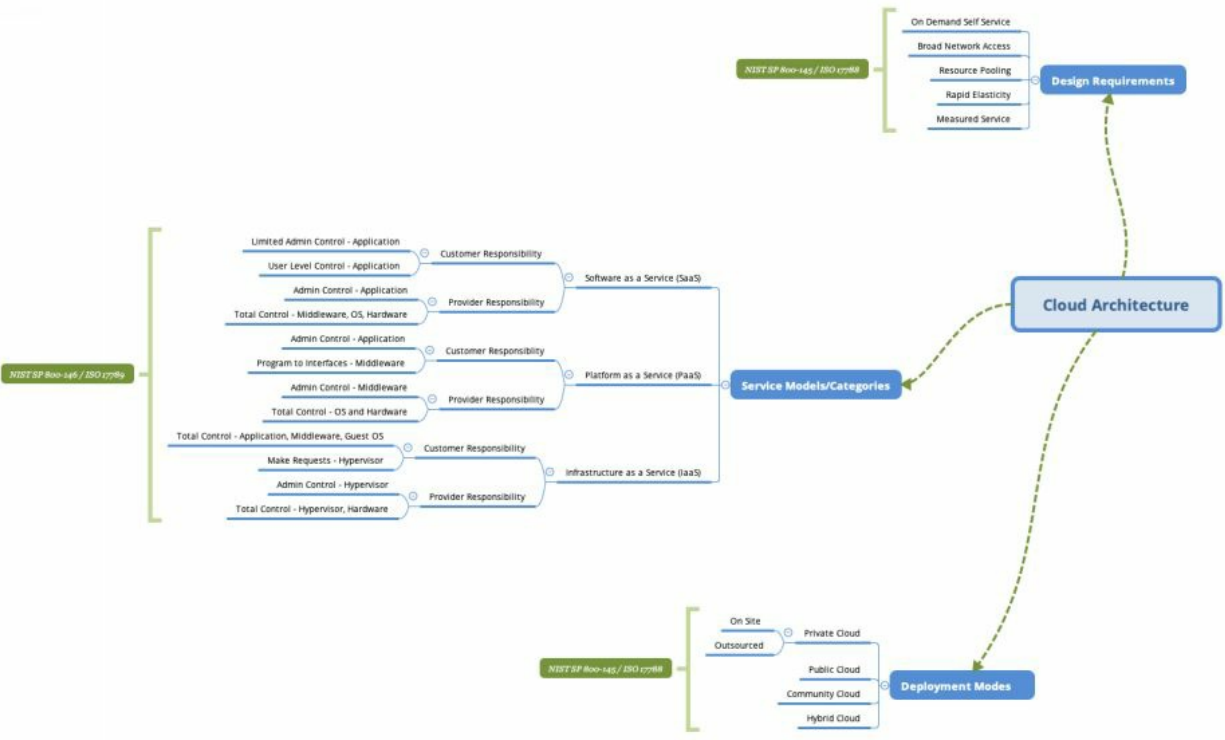 On Demand Self Service
Broad Network Access
NIST SP 800-145 / ISO 17788
Resource Pooling
Design Requirements
Rapid Elasticity
Measured Service
Cloud Architecture
Limited Admin Control - Application
Customer Responsibility
User Level Control - Application
Software as a Service (SaaS)
Admin Control - Application
Provider Responsibility
Total Control - Middleware, OS, Hardware
Admin Control - Application
Customer Responsiblity
Program to Interfaces - Middleware
NIST SP 800-146 / ISO 17789
Platform as a Service (PaaS)
Service Models/Categories
Admin Control - Middleware
Provider Responsibility
Total Control - OS and Hardware
Total Control - Application, Middleware, Guest OS
Customer Responsibility
Make Requests - Hypervisor
Infrastructure as a Service (IaaS)
Admin Control - Hypervisor
Provider Responsibility
Total Control - Hypervisor, Hardware
On Site
Private Cloud
Outsourced
NIST SP 800-145 / ISO 17788
Public Cloud
Deployment Modes
Community Cloud
Hybrid Cloud